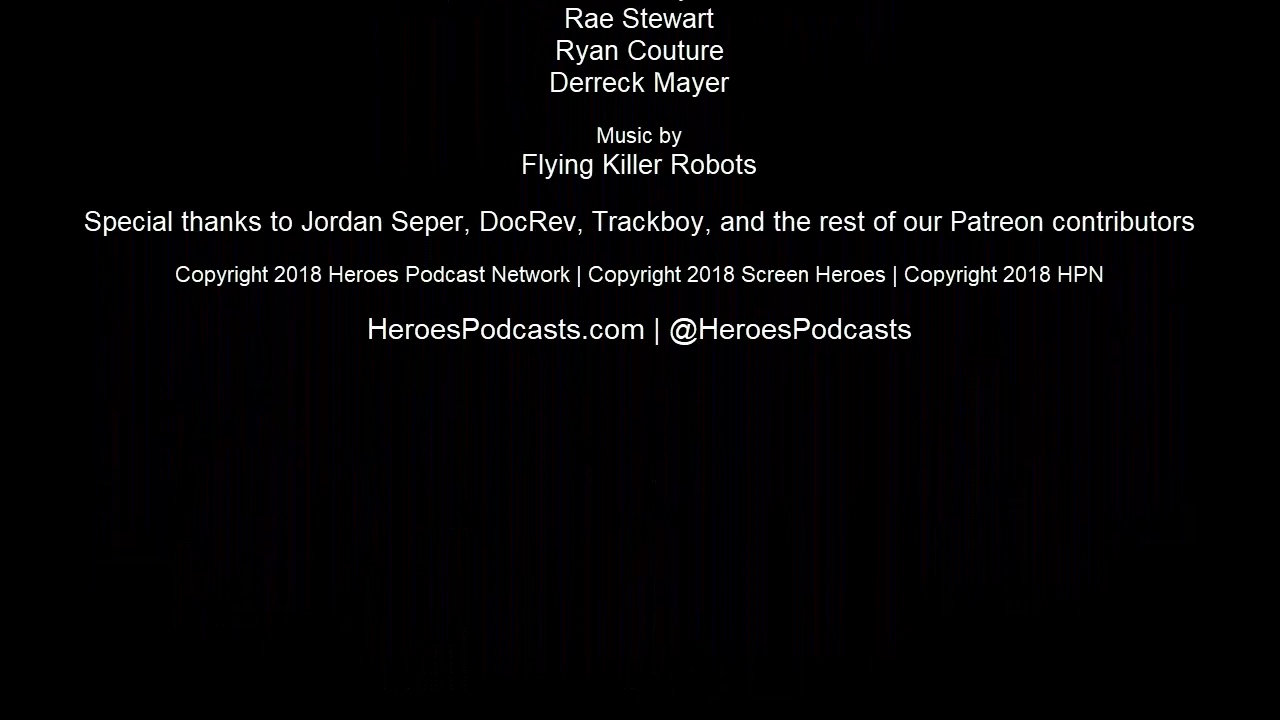 Rae Stewart
Ryan Couture
Derreck Mayer
Music by
Flying Killer Robots
Special thanks to Jordan Seper, DocRev, Trackboy, and the rest of our Patreon contributors
Copyright 2018 Heroes Podcast Network | Copyright 2018 Screen Heroes | Copyright 2018 HPN
HeroesPodcasts.com | @HeroesPodcasts